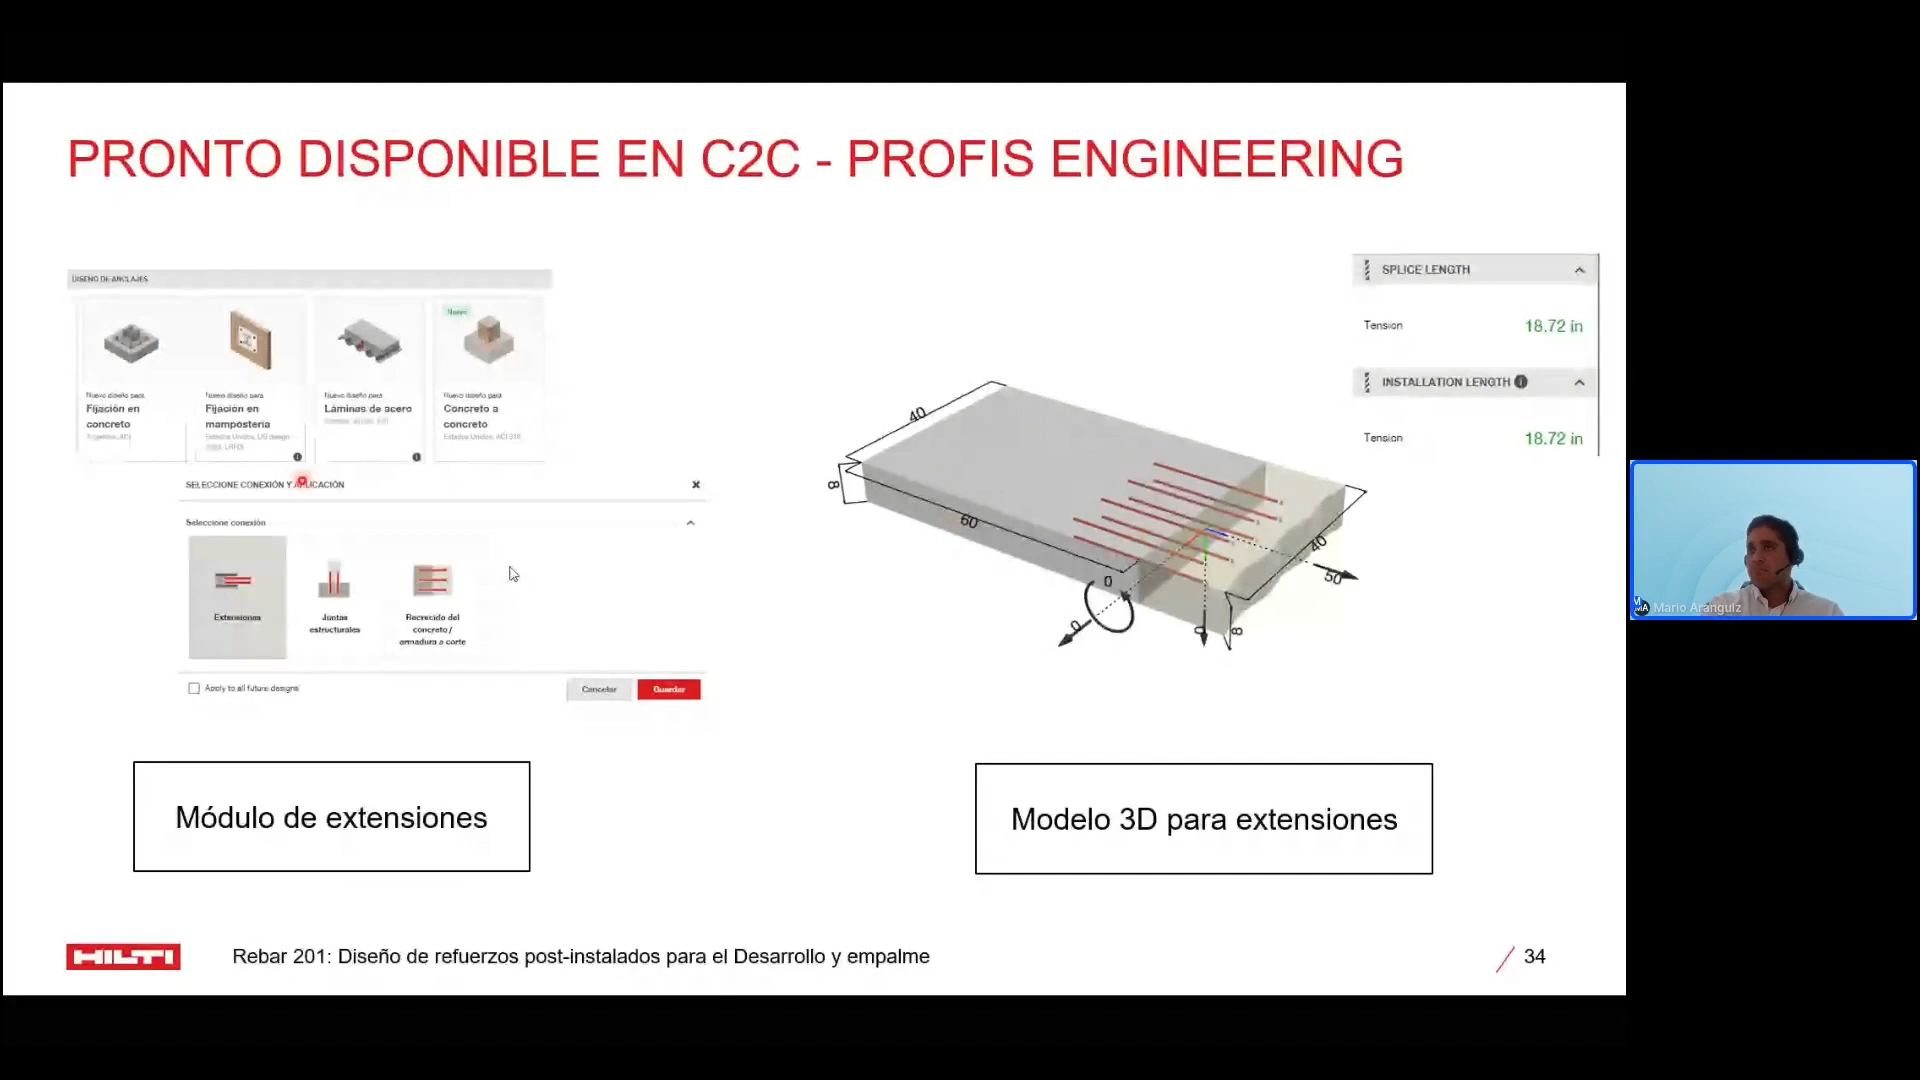 PRONTO DISPONIBLE EN C2C - PROFIS ENGINEERING
DISEÑO DE ANCLAJES
Nuevo
Nuevo diseño para
Fijación en
concreto
Nuevo diseño para
Fijación en
mampostería
Estados Unidos, US design
Nuevo diseño para
Láminas de acero
Nuevo diseño para
Concreto a
concreto
Estados Unidos, ACI 318
SELECCIONE CONEXIÓN Y APLICACIÓN
Seleccione conexión
Extensiones
Juntas
estructurales
Recrecido del
concreto /
armadura a corte
Apply to all future designs
Cancelar
Guardar
SPLICE LENGTH
Tension
18.72 in
INSTALLATION LENGTH
Tension
18.72 in
40
8
60
40
50
0
0
0
8
Módulo de extensiones
Modelo 3D para extensiones
HILTI
Rebar 201: Diseño de refuerzos post-instalados para el Desarrollo y empalme
34
MA
Mario Aranguiz